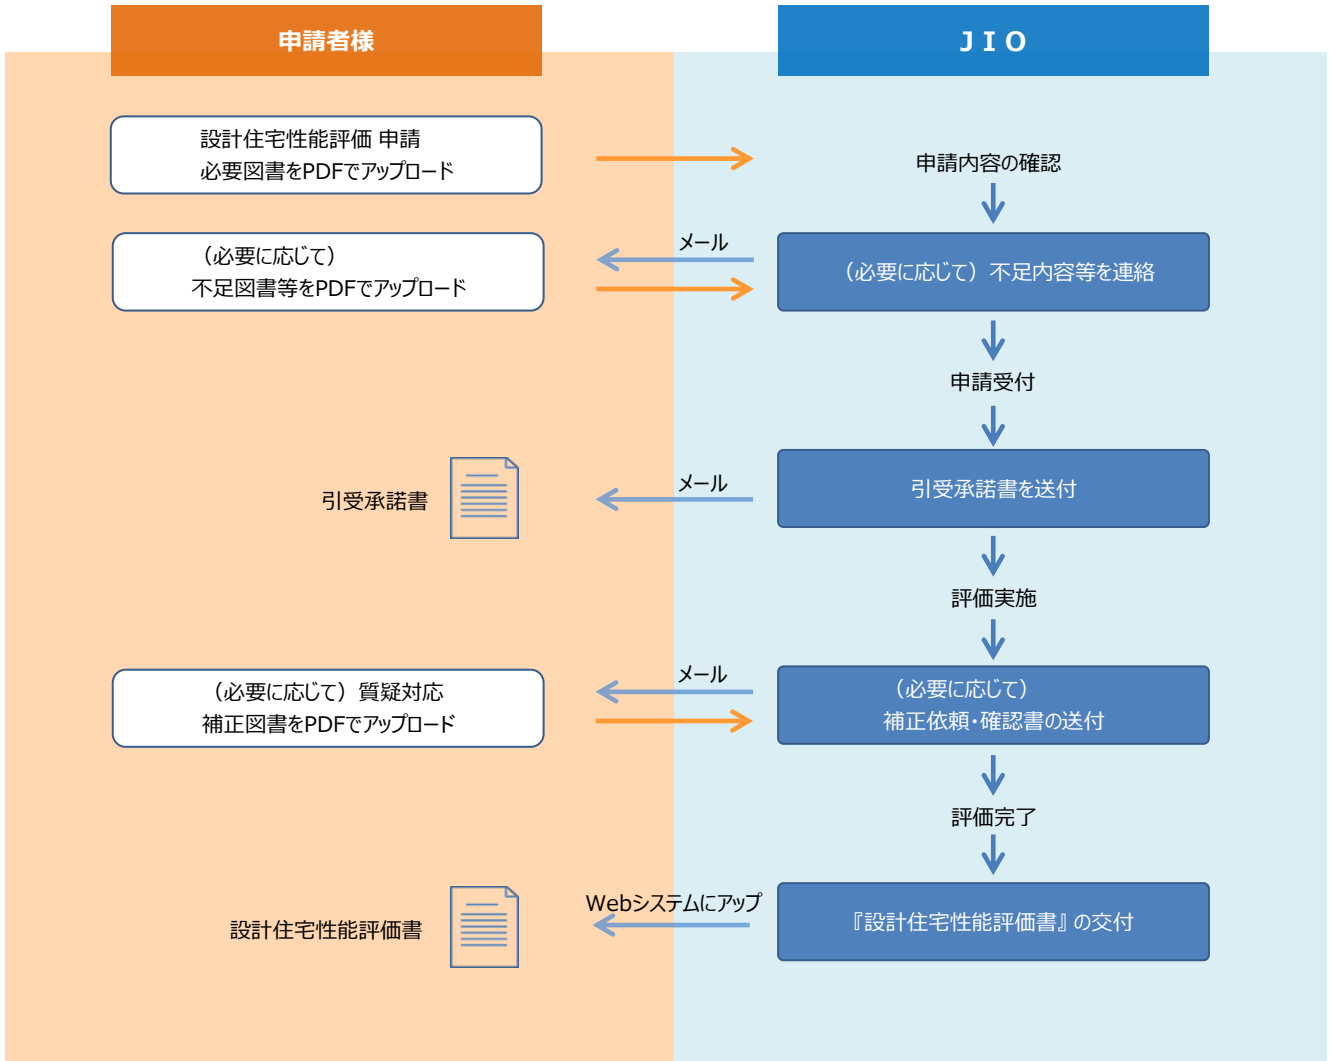 申請者様
ＪＩＯ
設計住宅性能評価 申請
必要図書をPDFでアップロード
申請内容の確認
（必要に応じて）
不足図書等をPDFでアップロード
メール
（必要に応じて）不足内容等を連絡
申請受付
引受承諾書
メール
引受承諾書を送付
評価実施
（必要に応じて）質疑対応
補正図書をPDFでアップロード
メール
（必要に応じて）
補正依頼・確認書の送付
評価完了
設計住宅性能評価書
Webシステムにアップ
『設計住宅性能評価書』の交付